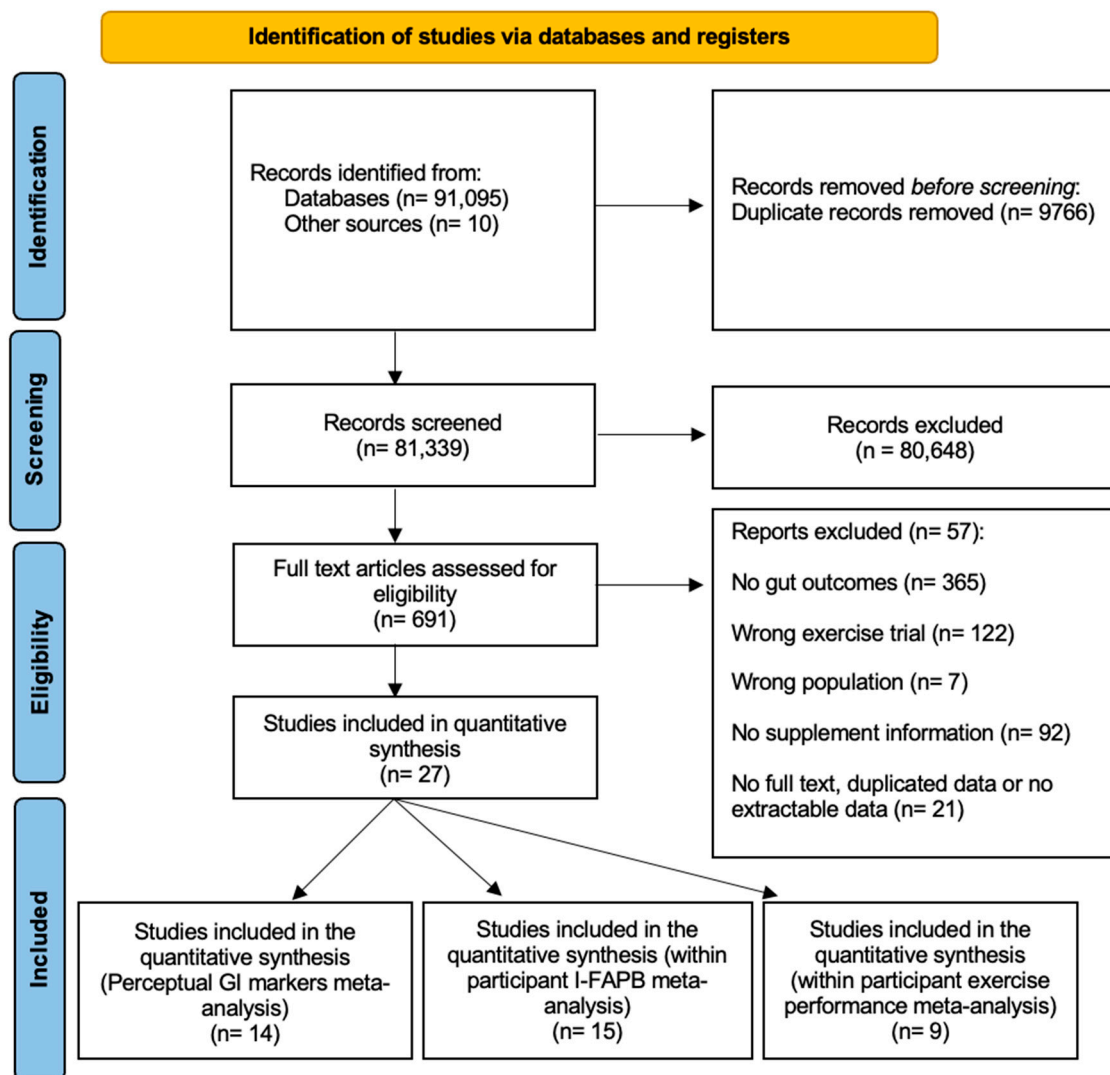 Identification of studies via databases and registers
Identification
Records identified from:
Databases (n= 91,095)
Other sources (n= 10)
Records removed before screening:
Duplicate records removed (n= 9766)
Screening
Records screened
(n= 81,339)
Records excluded
(n = 80,648)
Eligibility
Full text articles assessed for
eligibility
(n= 691)
Reports excluded (n= 57):
No gut outcomes (n= 365)
Wrong exercise trial (n= 122)
Wrong population (n= 7)
No supplement information (n= 92)
No full text, duplicated data or no
extractable data (n= 21)
Studies included in quantitative
synthesis
(n= 27)
Included
Studies included in the
quantitative synthesis
(Perceptual GI markers meta-
analysis)
(n= 14)
Studies included in the
quantitative synthesis (within
participant I-FAPB meta-
analysis)
(n= 15)
Studies included in the
quantitative synthesis
(within participant exercise
performance meta-analysis)
(n= 9)